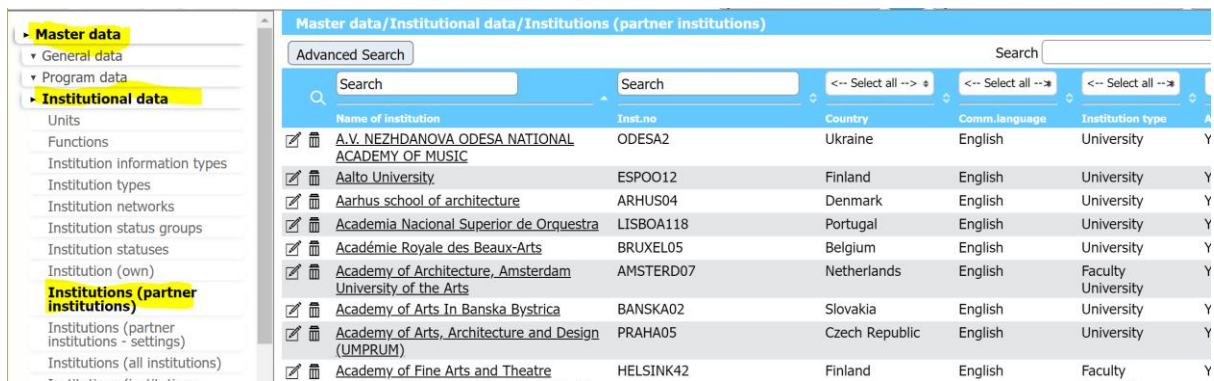 Master data
General data
Program data
Institutional data
Units
Functions
Institution information types
Institution types
Institution networks
Institution status groups
Institution statuses
Institution (own)
Institutions (partner
institutions)
Institutions (partner
institutions - settings)
Institutions (all institutions)
Master data/Institutional data/Institutions (partner institutions)
Advanced Search
Search
Search
Search
<-- Select all -->
<-- Select all --
<-- Select all --
Name of institution
Inst.no
Country
Comm.language
Institution type
A
A.V. NEZHDANOVA ODESA NATIONAL
ACADEMY OF MUSIC
ODESA2
Ukraine
English
University
Y
Aalto University
ESPOO12
Finland
English
University
Y
Aarhus school of architecture
ARHUS04
Denmark
English
University
Y
Academia Nacional Superior de Orquestra
LISBOA118
Portugal
English
University
Y
Académie Royale des Beaux-Arts
BRUXEL05
Belgium
English
University
Y
Academy of Architecture, Amsterdam
University of the Arts
AMSTERD07
Netherlands
English
Faculty
University
Y
Academy of Arts In Banska Bystrica
BANSKA02
Slovakia
English
University
Y
Academy of Arts, Architecture and Design
(UMPRUM)
PRAHA05
Czech Republic
English
University
Y
Academy of Fine Arts and Theatre
HELSINK42
Finland
English
Faculty
Y